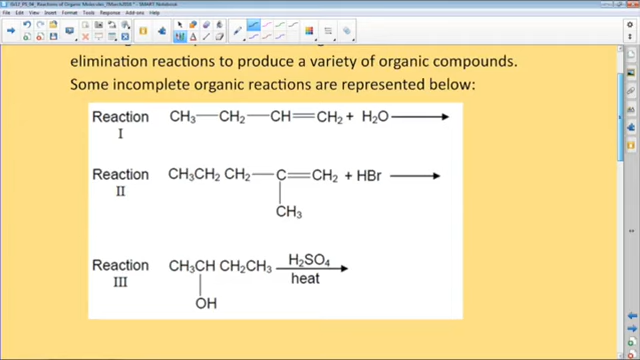 File Edit View Insert Format Tools Add-ons Response Help
elimination reactions to produce a variety of organic compounds.
Some incomplete organic reactions are represented below:
Reaction I CH₃—CH₂—CH=CH₂ + H₂O →
Reaction II CH₃CH₂ CH₂—C=CH₂ + HBr →
CH₃
Reaction III CH₃CH CH₂CH₃ H₂SO₄ heat →
OH